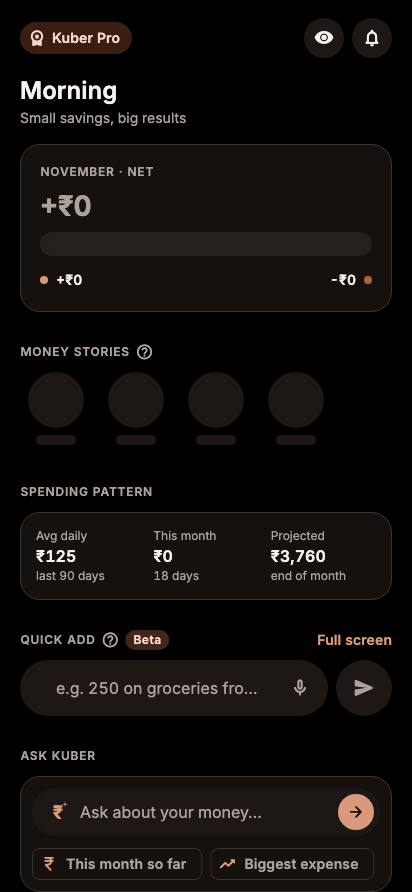 Kuber Pro
Morning
Small savings, big results
NOVEMBER · NET
+₹0
+₹0
-₹0
MONEY STORIES
SPENDING PATTERN
Avg daily This month Projected
₹125 ₹0 ₹3,760
last 90 days 18 days end of month
QUICK ADD Beta Full screen
e.g. 250 on groceries fro...
ASK KUBER
Ask about your money...
This month so far Biggest expense